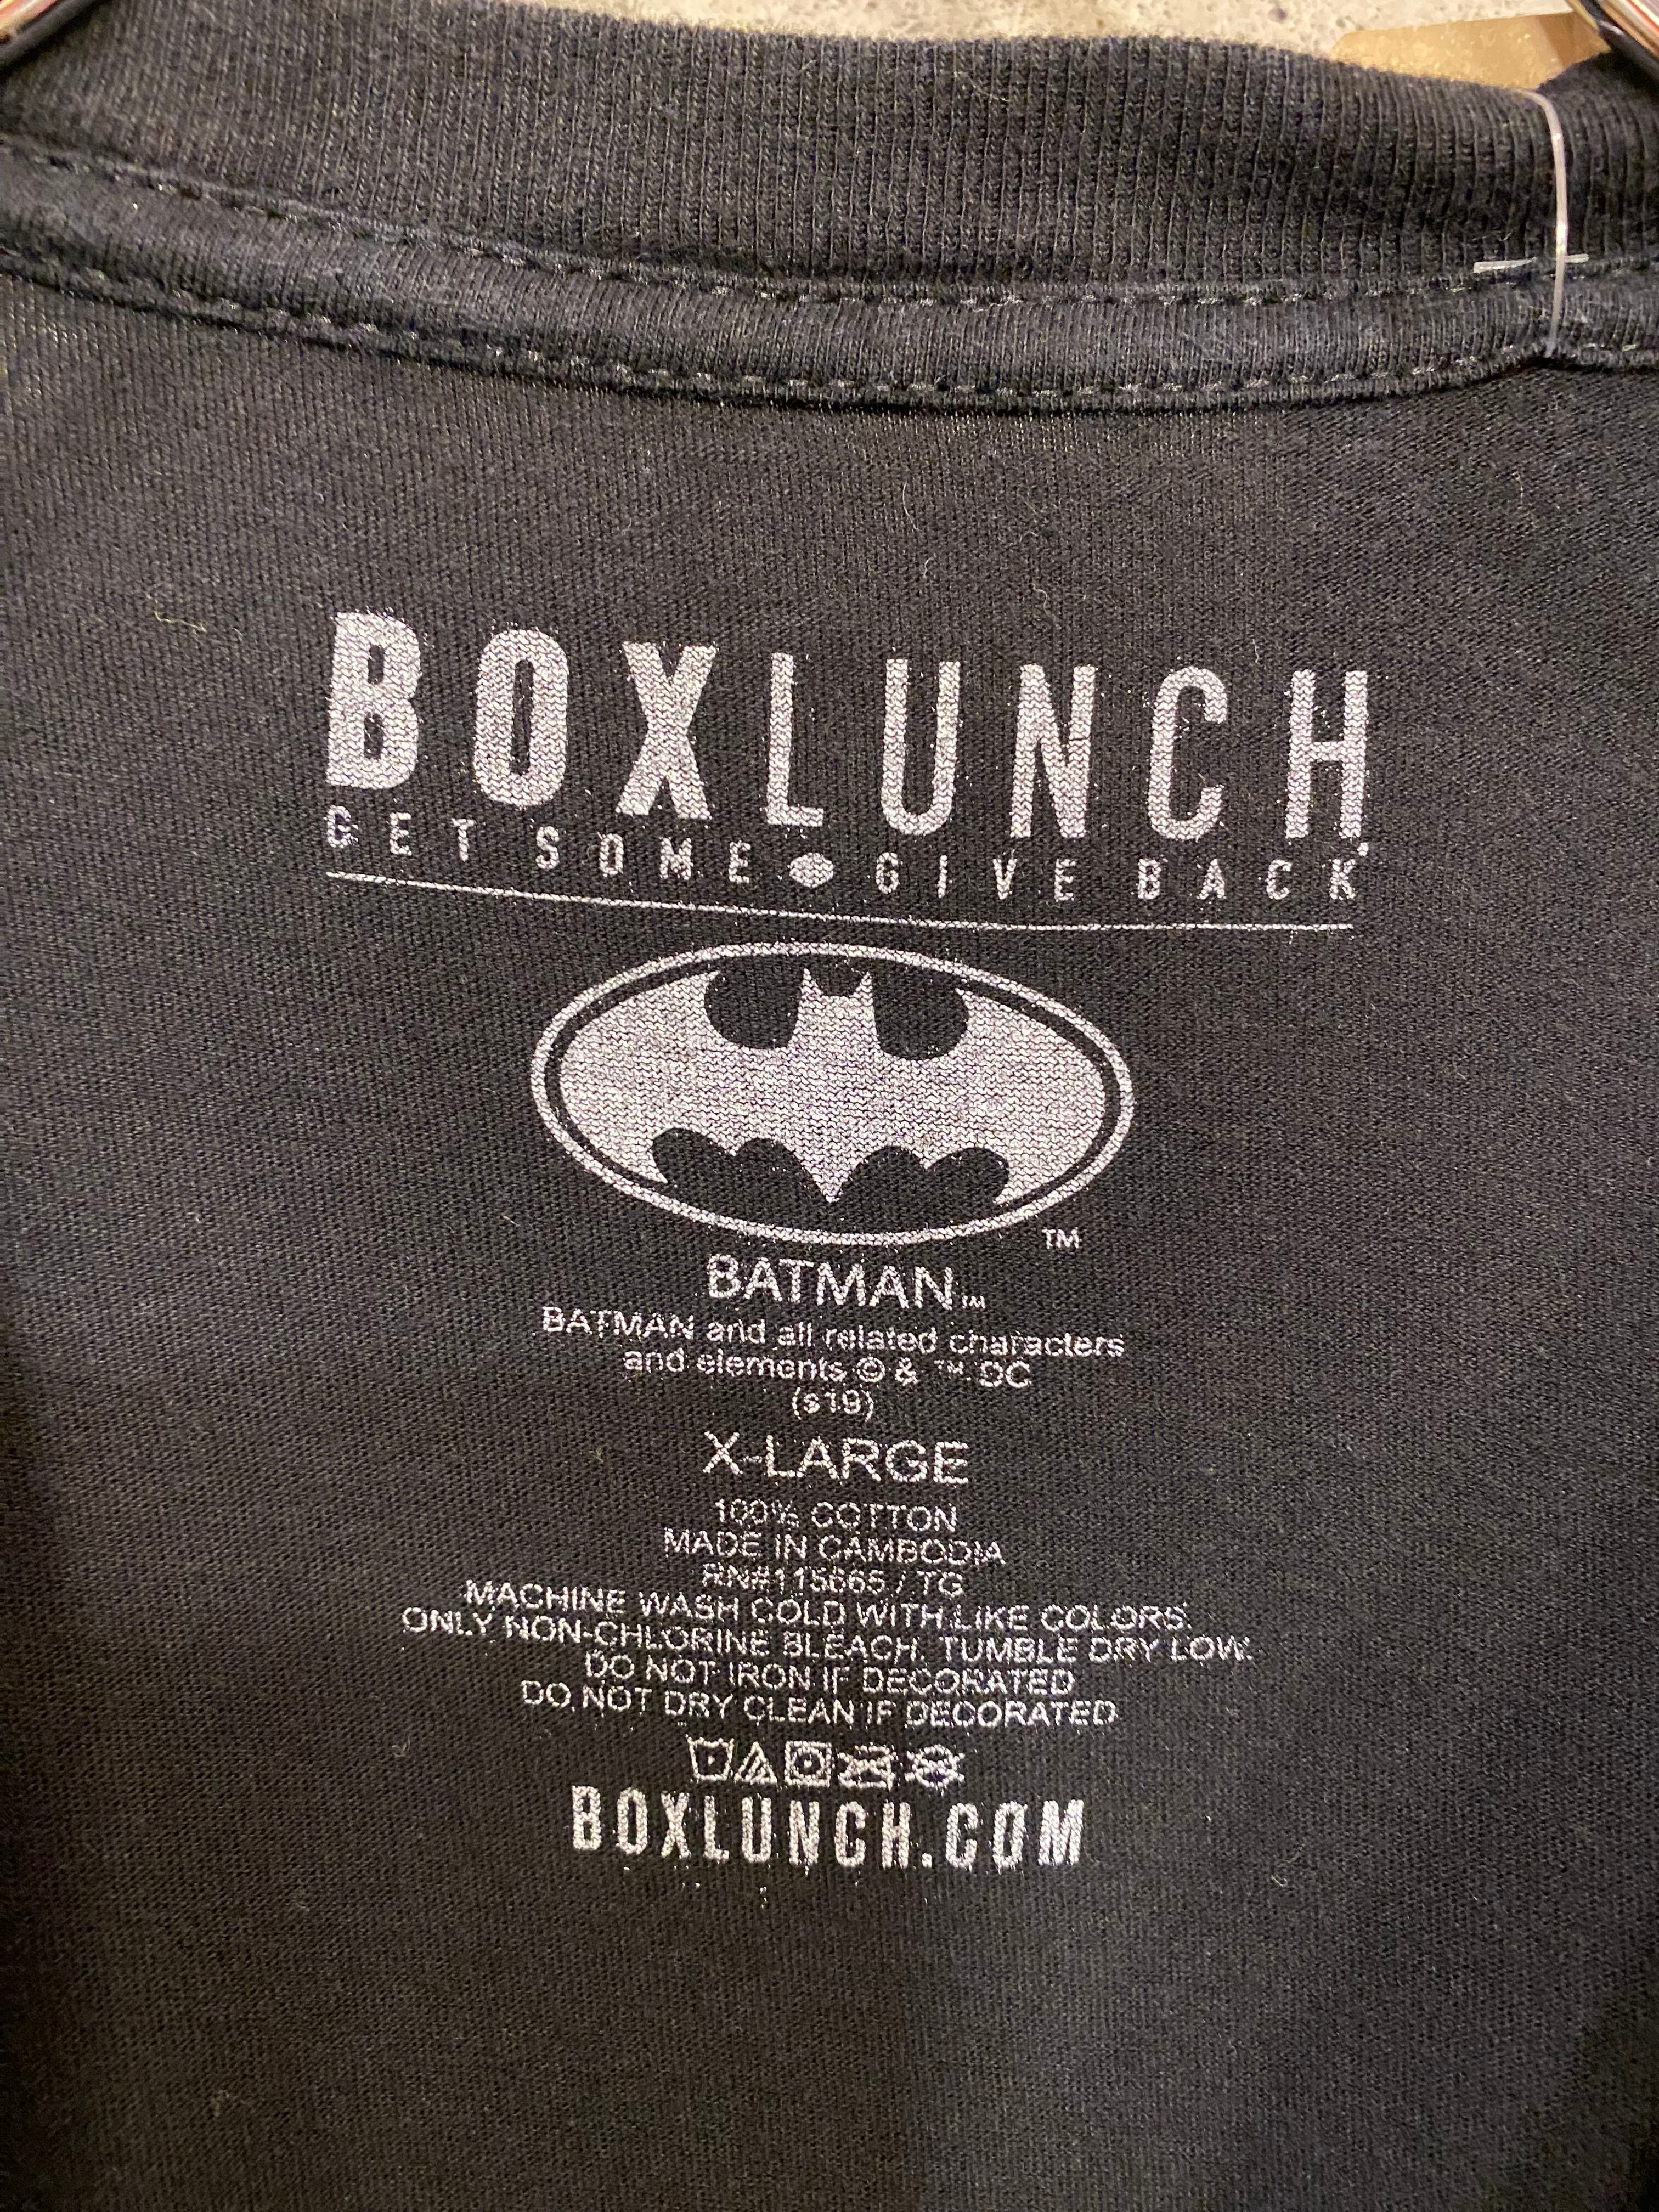 BOXLUNCH
GET SOME GIVE BACK
TM
BATMAN TM
BATMAN and all related characters
and elements © & ™ DC
(s19)
X-LARGE
100% COTTON
MADE IN CAMBODIA
RN#115665 / TG
MACHINE WASH COLD WITH LIKE COLORS.
ONLY NON-CHLORINE BLEACH. TUMBLE DRY LOW.
DO NOT IRON IF DECORATED
DO NOT DRY CLEAN IF DECORATED
BOXLUNCH.COM